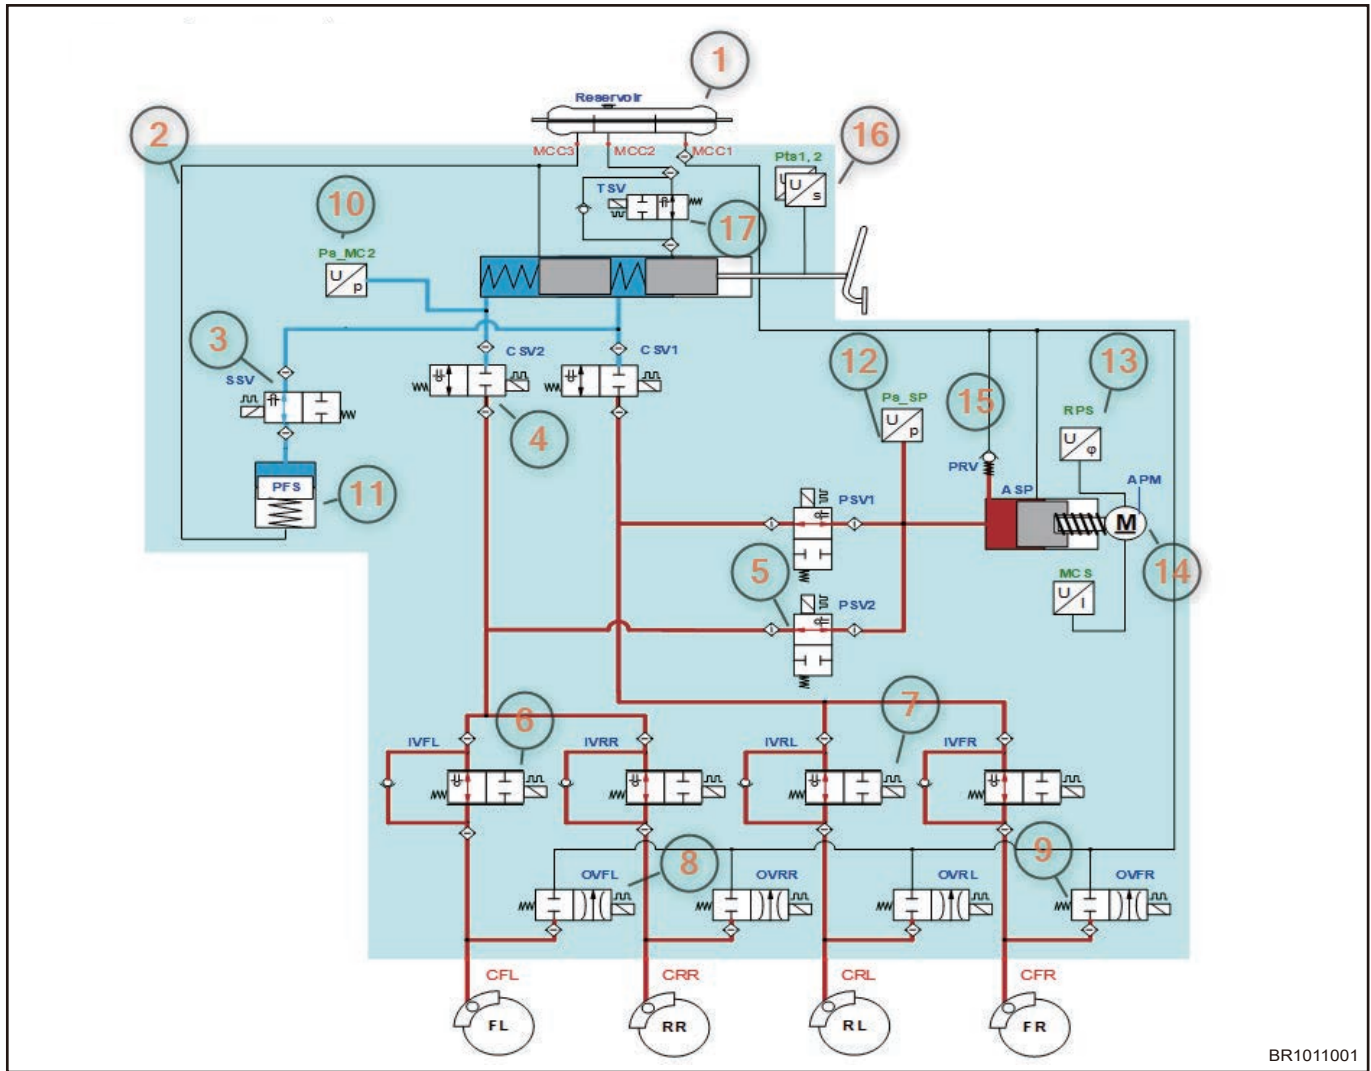 1
Reservoir
2
16
MCC3
MCC2
MCC1
Pts1, 2
U
U
s
TSV
10
17
Ps_MC2
U
p
3
CSV2
CSV1
12
13
SSV
Ps_SP
15
RPS
U
p
U
φ
4
PRV
ASP
APM
PFS
11
PSV1
M
5
MCS
14
U
I
PSV2
6
7
IVFL
IVRR
IVRL
IVFR
8
9
OVFL
OVRR
OVRL
OVFR
CFL
CRR
CRL
CFR
FL
RR
RL
FR
BR1011001